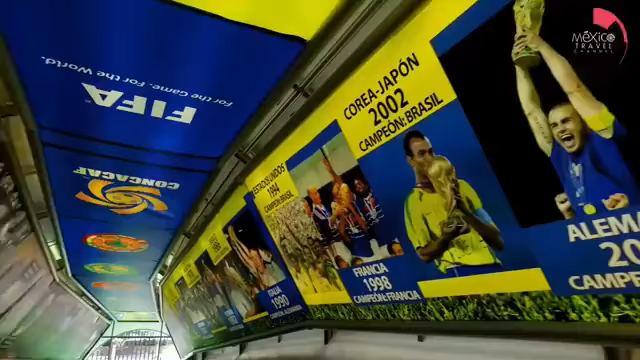 MÉXICO
TRAVEL
CHANNEL
For the Game. For the World.
FIFA
CONCACAF
COREA-JAPÓN
2002
CAMPEÓN: BRASIL
ESTADOS UNIDOS
1994
CAMPEÓN: BRASIL
ITALIA
1990
FRANCIA
1998
CAMPEÓN: FRANCIA
ALEMA
20
CAMPE